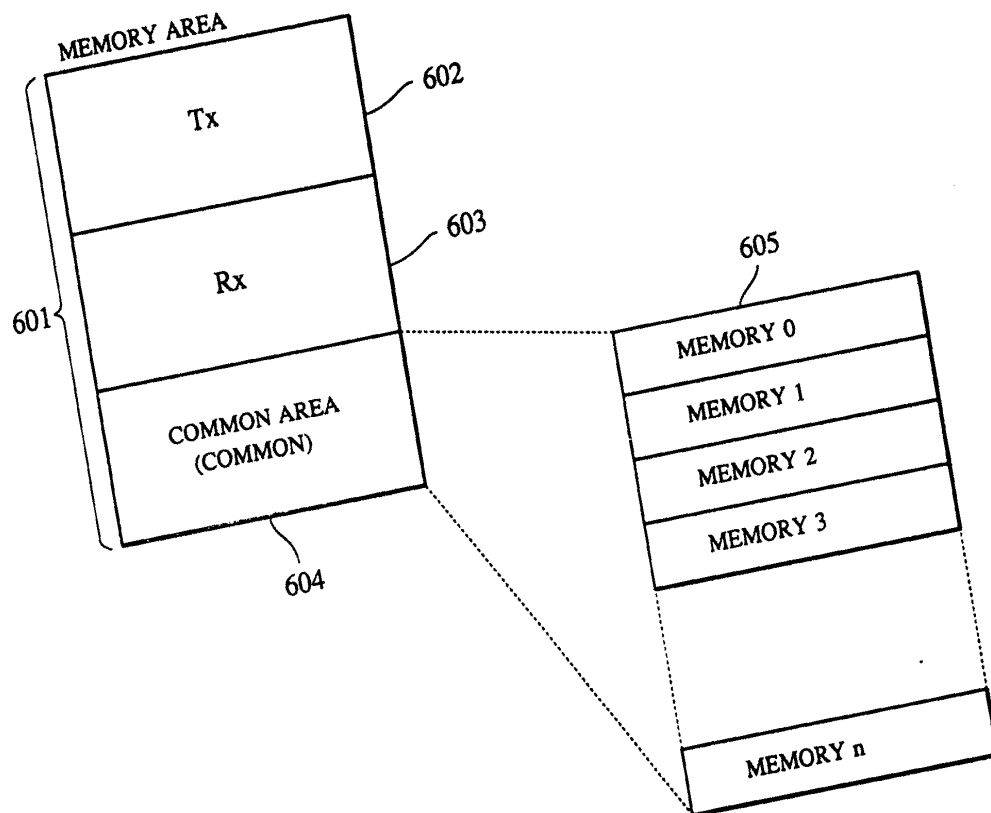 MEMORY AREA
Tx
602
Rx
603
601
COMMON AREA
(COMMON)
604
605
MEMORY 0
MEMORY 1
MEMORY 2
MEMORY 3
MEMORY n